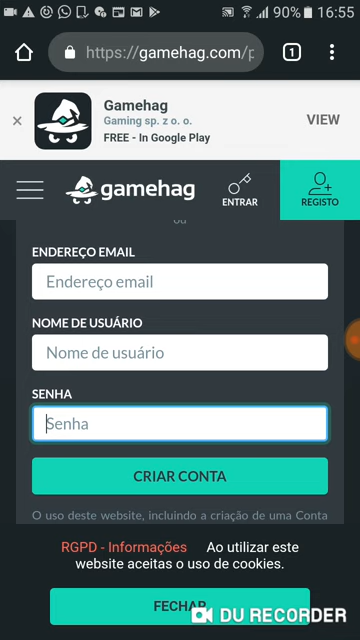 90% 16:55
https://gamehag.com/p
1
Gamehag
Gaming sp. z o. o.
FREE - In Google Play
VIEW
gamehag
ENTRAR
REGISTO
ou
ENDEREÇO EMAIL
Endereço email
NOME DE USUÁRIO
Nome de usuário
SENHA
Senha
CRIAR CONTA
O uso deste website, incluindo a criação de uma Conta
RGPD - Informações Ao utilizar este
website aceitas o uso de cookies.
FECHAR
DU RECORDER